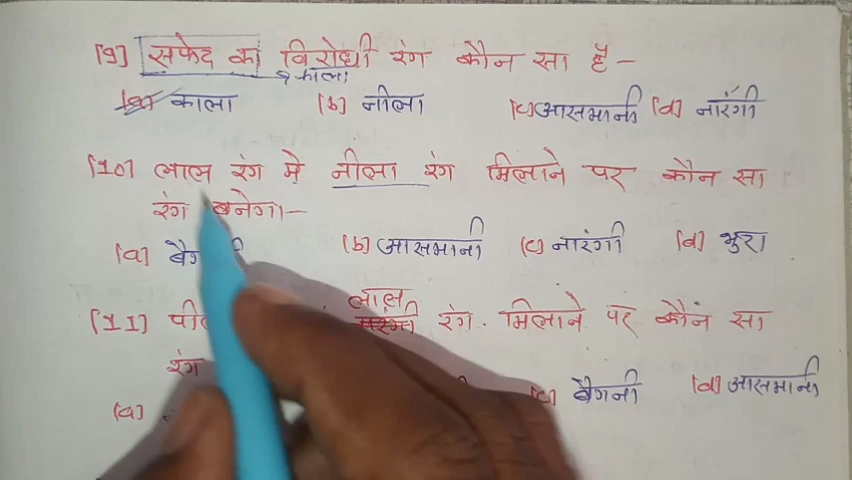 [9] सफेद का विरोधी रंग कौन सा है –
काला
(a) काला (b) नीला (c) आसमानी (d) नारंगी
[10] लाल रंग मे नीला रंग मिलाने पर कौन सा
रंग बनेगा –
(a) (b) आसमानी (c) नारंगी (d) भुरा
लाल
[11] रंग मिलाने पर कौन सा
रंग
(a) (c) बैगनी (d) आसमानी